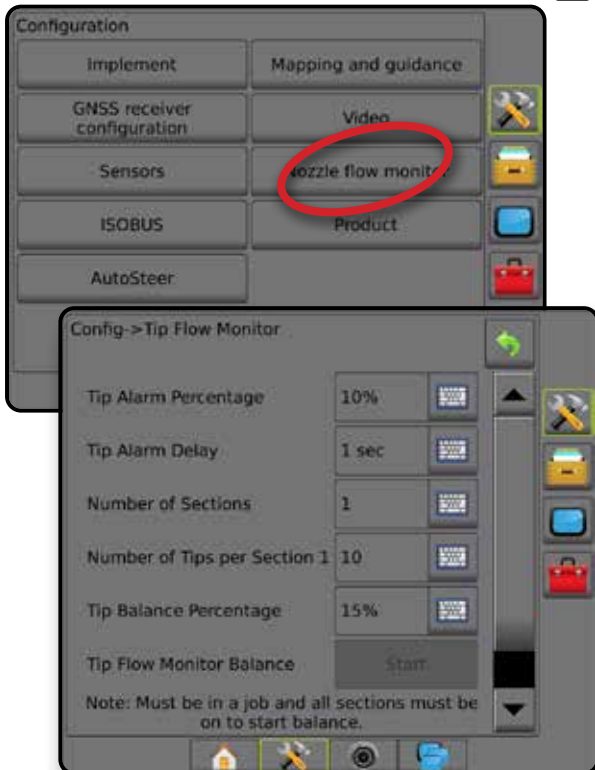 Configuration
Implement
Mapping and guidance
GNSS receiver
configuration
Video
Sensors
Nozzle flow monitor
ISOBUS
Product
AutoSteer
Config->Tip Flow Monitor
Tip Alarm Percentage
10%
Tip Alarm Delay
1 sec
Number of Sections
1
Number of Tips per Section 1
10
Tip Balance Percentage
15%
Tip Flow Monitor Balance
Start
Note: Must be in a job and all sections must be
on to start balance.